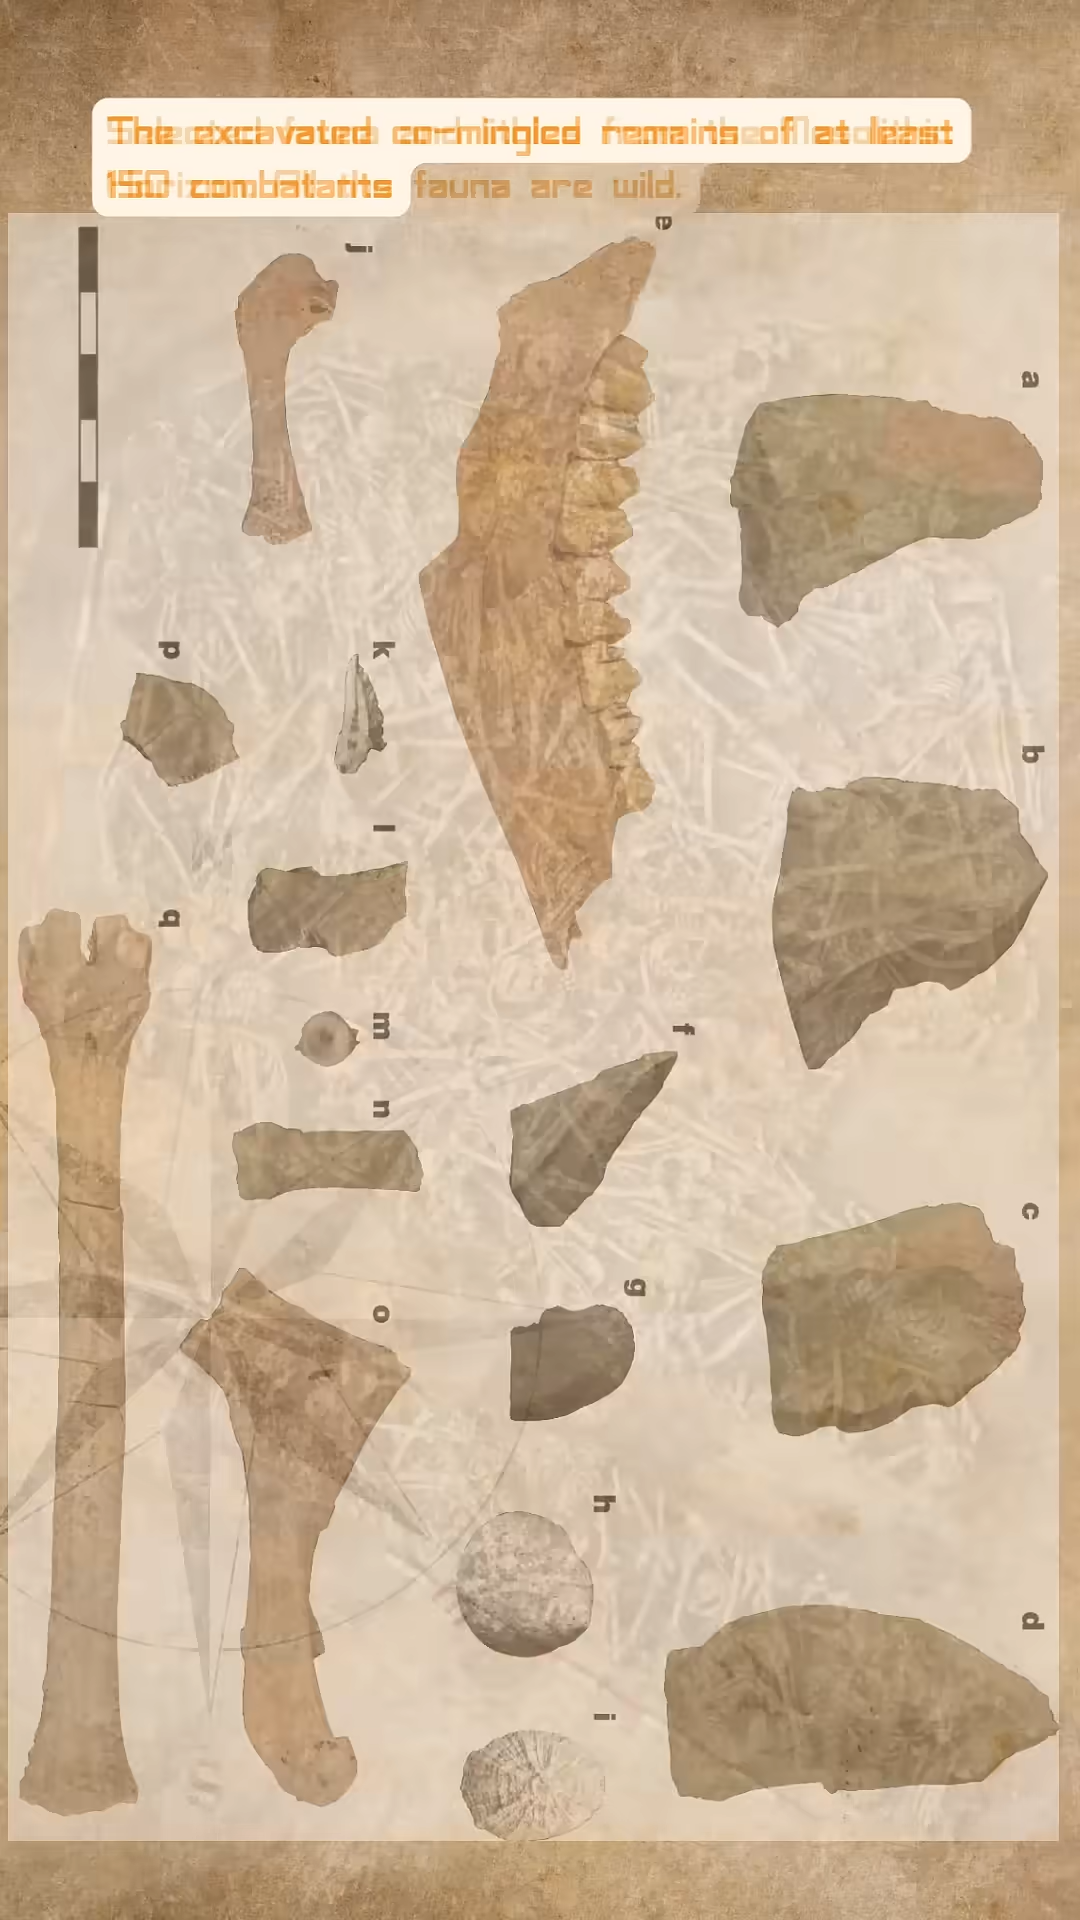 The excavated co-mingled remains of at least
150 combatants fauna are wild.
e
j
a
k
p
b
l
q
m
f
n
c
g
o
h
d
i